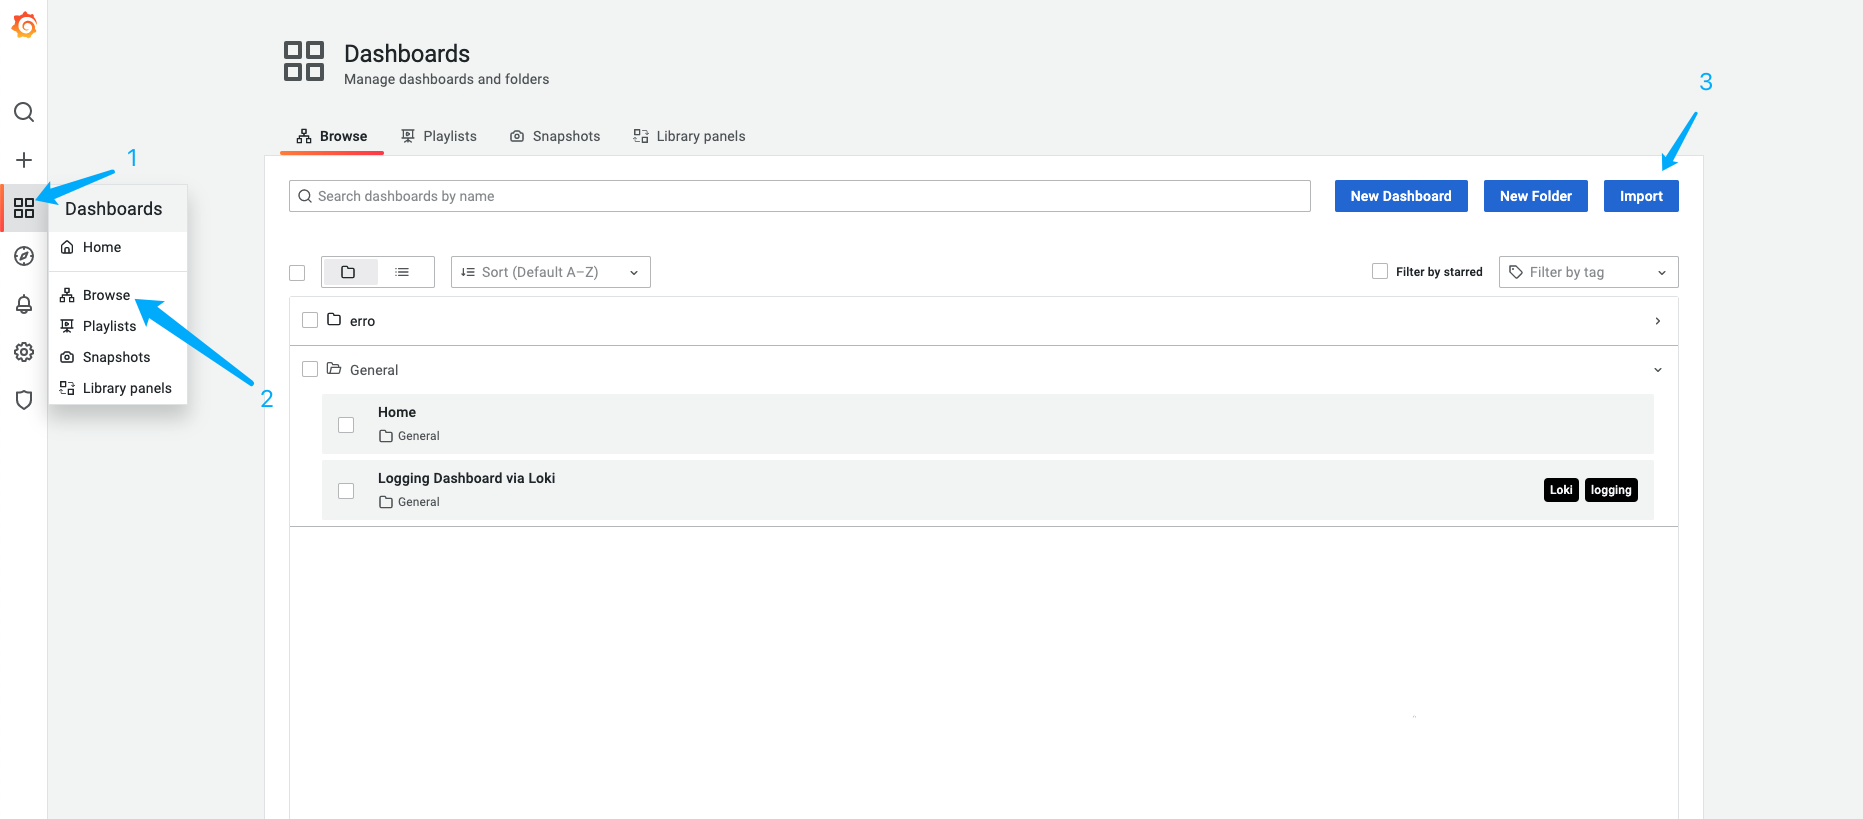 Dashboards
Manage dashboards and folders
3
Browse Playlists Snapshots Library panels
1
Dashboards
Home
Browse
Playlists
Snapshots
Library panels
2
Search dashboards by name
New Dashboard New Folder Import
Sort (Default A–Z)
Filter by starred Filter by tag
erro
General
Home
General
Logging Dashboard via Loki
General
Loki logging